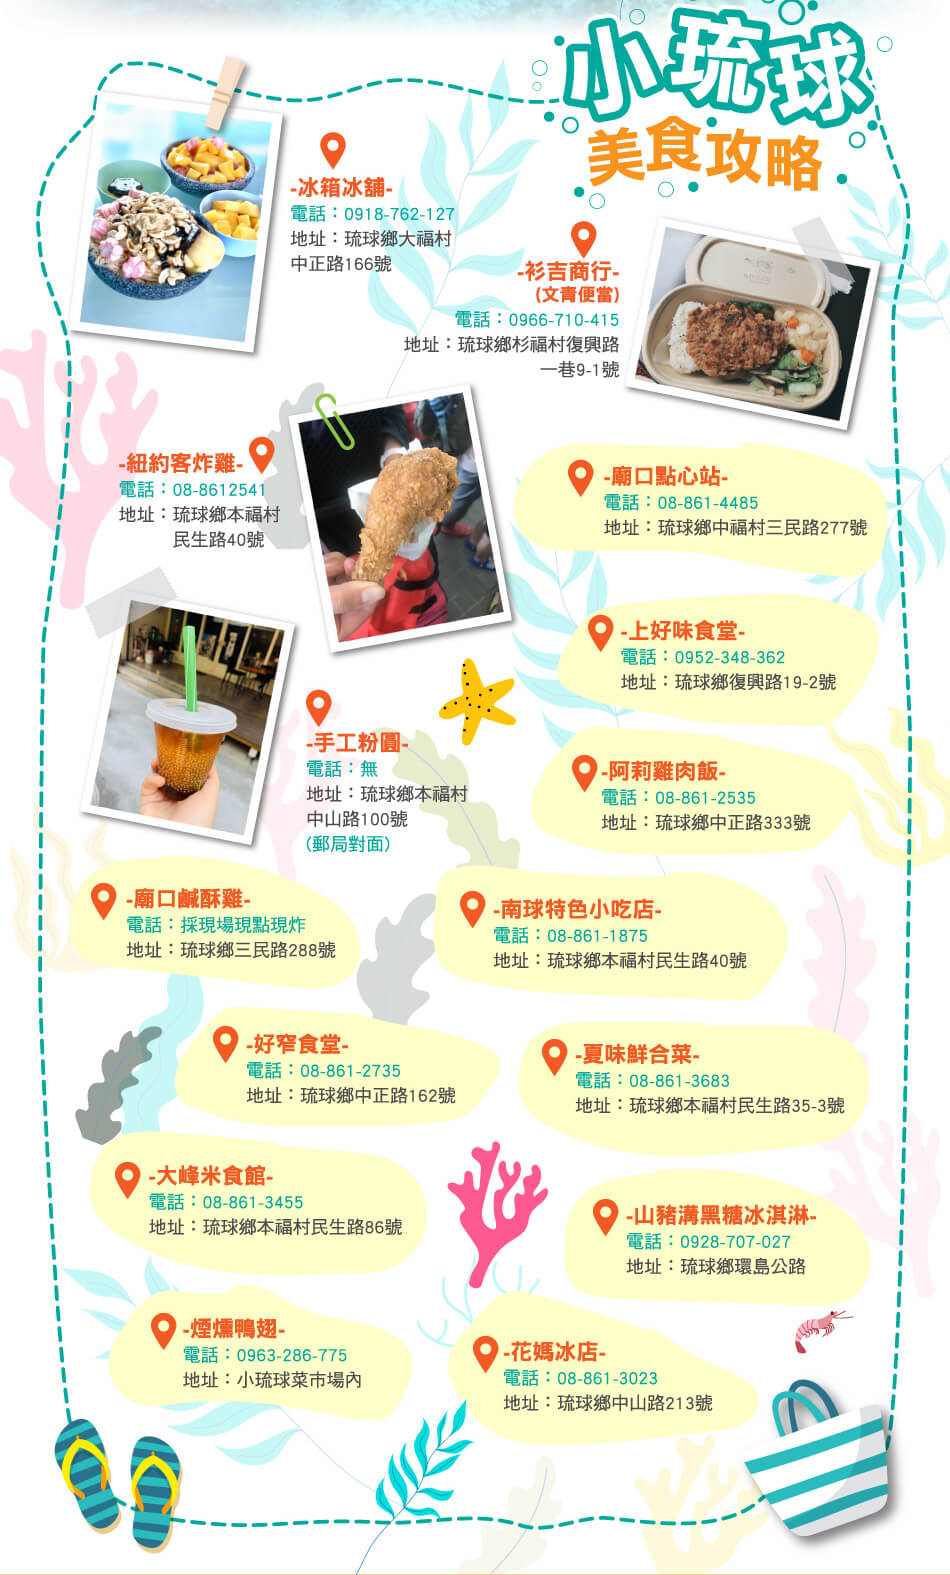 小琉球
美食攻略
-冰箱冰舖-
電話：0918-762-127
地址：琉球鄉大福村
中正路166號
-衫吉商行-
(文青便當)
電話：0966-710-415
地址：琉球鄉杉福村復興路
一巷9-1號
-紐約客炸雞-
電話：08-8612541
地址：琉球鄉本福村
民生路40號
-廟口點心站-
電話：08-861-4485
地址：琉球鄉中福村三民路277號
-上好味食堂-
電話：0952-348-362
地址：琉球鄉復興路19-2號
-手工粉圓-
電話：無
地址：琉球鄉本福村
中山路100號
(郵局對面)
-阿莉雞肉飯-
電話：08-861-2535
地址：琉球鄉中正路333號
-廟口鹹酥雞-
電話：採現場現點現炸
地址：琉球鄉三民路288號
-南球特色小吃店-
電話：08-861-1875
地址：琉球鄉本福村民生路40號
-好窄食堂-
電話：08-861-2735
地址：琉球鄉中正路162號
-夏味鮮合菜-
電話：08-861-3683
地址：琉球鄉本福村民生路35-3號
-大峰米食館-
電話：08-861-3455
地址：琉球鄉本福村民生路86號
-山豬溝黑糖冰淇淋-
電話：0928-707-027
地址：琉球鄉環島公路
-煙燻鴨翅-
電話：0963-286-775
地址：小琉球菜市場內
-花媽冰店-
電話：08-861-3023
地址：琉球鄉中山路213號